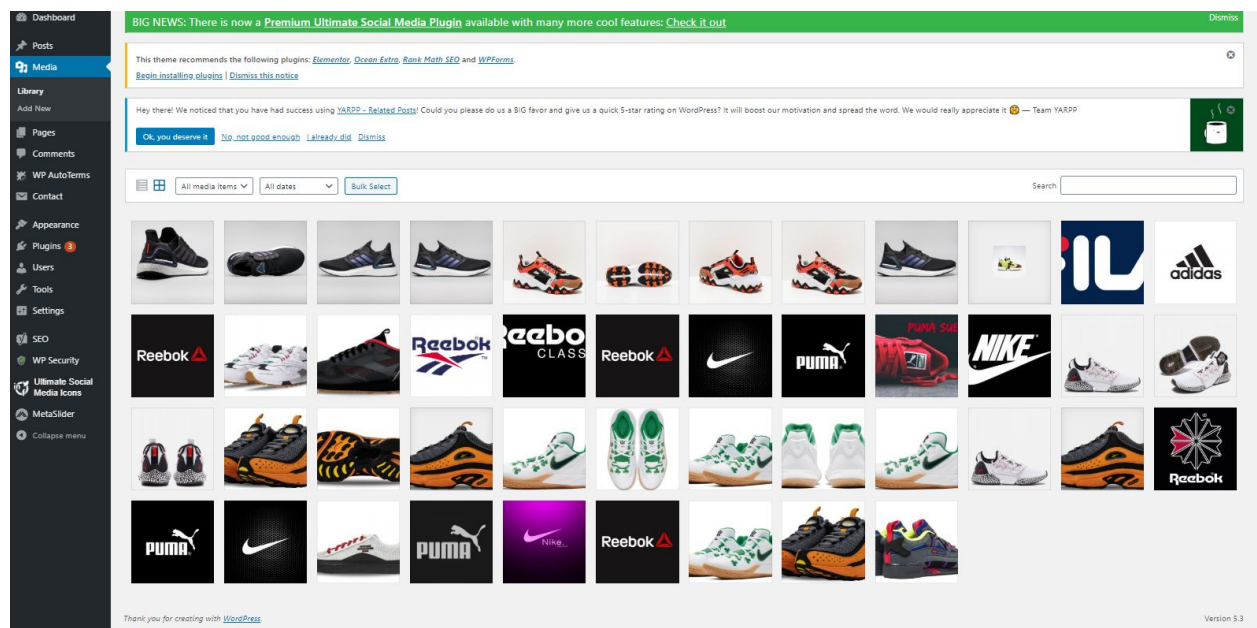 Dashboard
Posts
Media
Library
Add New
Pages
Comments
WP AutoTerms
Contact
Appearance
Plugins 3
Users
Tools
Settings
SEO
WP Security
Ultimate Social
Media Icons
MetaSlider
Collapse menu
BIG NEWS: There is now a Premium Ultimate Social Media Plugin available with many more cool features: Check it out
Dismiss
This theme recommends the following plugins: Elementor, Ocean Extra, Rank Math SEO and WPForms.
Begin installing plugins | Dismiss this notice
Hey there! We noticed that you have had success using YARPP - Related Posts! Could you please do us a BIG favor and give us a quick 5-star rating on WordPress? It will boost our motivation and spread the word. We would really appreciate it — Team YARPP
Ok, you deserve it No, not good enough I already did Dismiss
All media items All dates Bulk Select Search
FILA
adidas
Reebok
Reebok TM
Reebo
CLASS
Reebok
PUMA
PUMA SUE
NIKE
Reebok
PUMA
PUMA
Nike
Reebok
Thank you for creating with WordPress.
Version 5.3